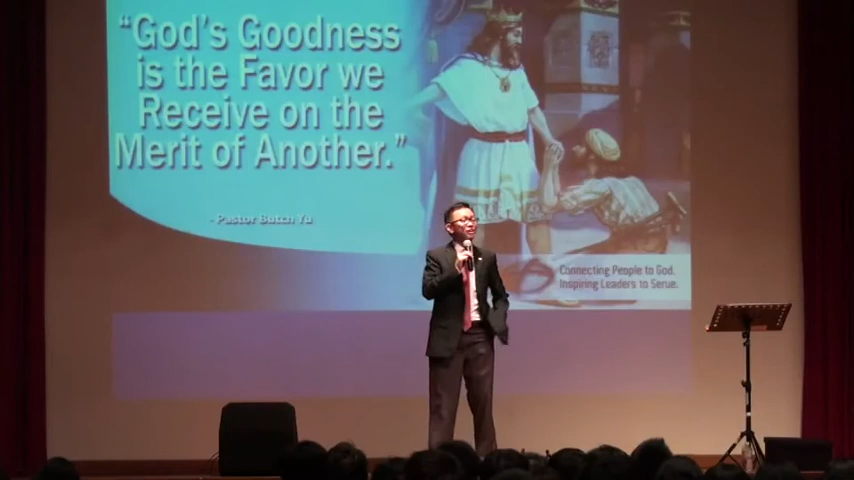 “God's Goodness
is the Favor we
Receive on the
Merit of Another.”
- Pastor Butch Yu
Connecting People to God.
Inspiring Leaders to Serve.